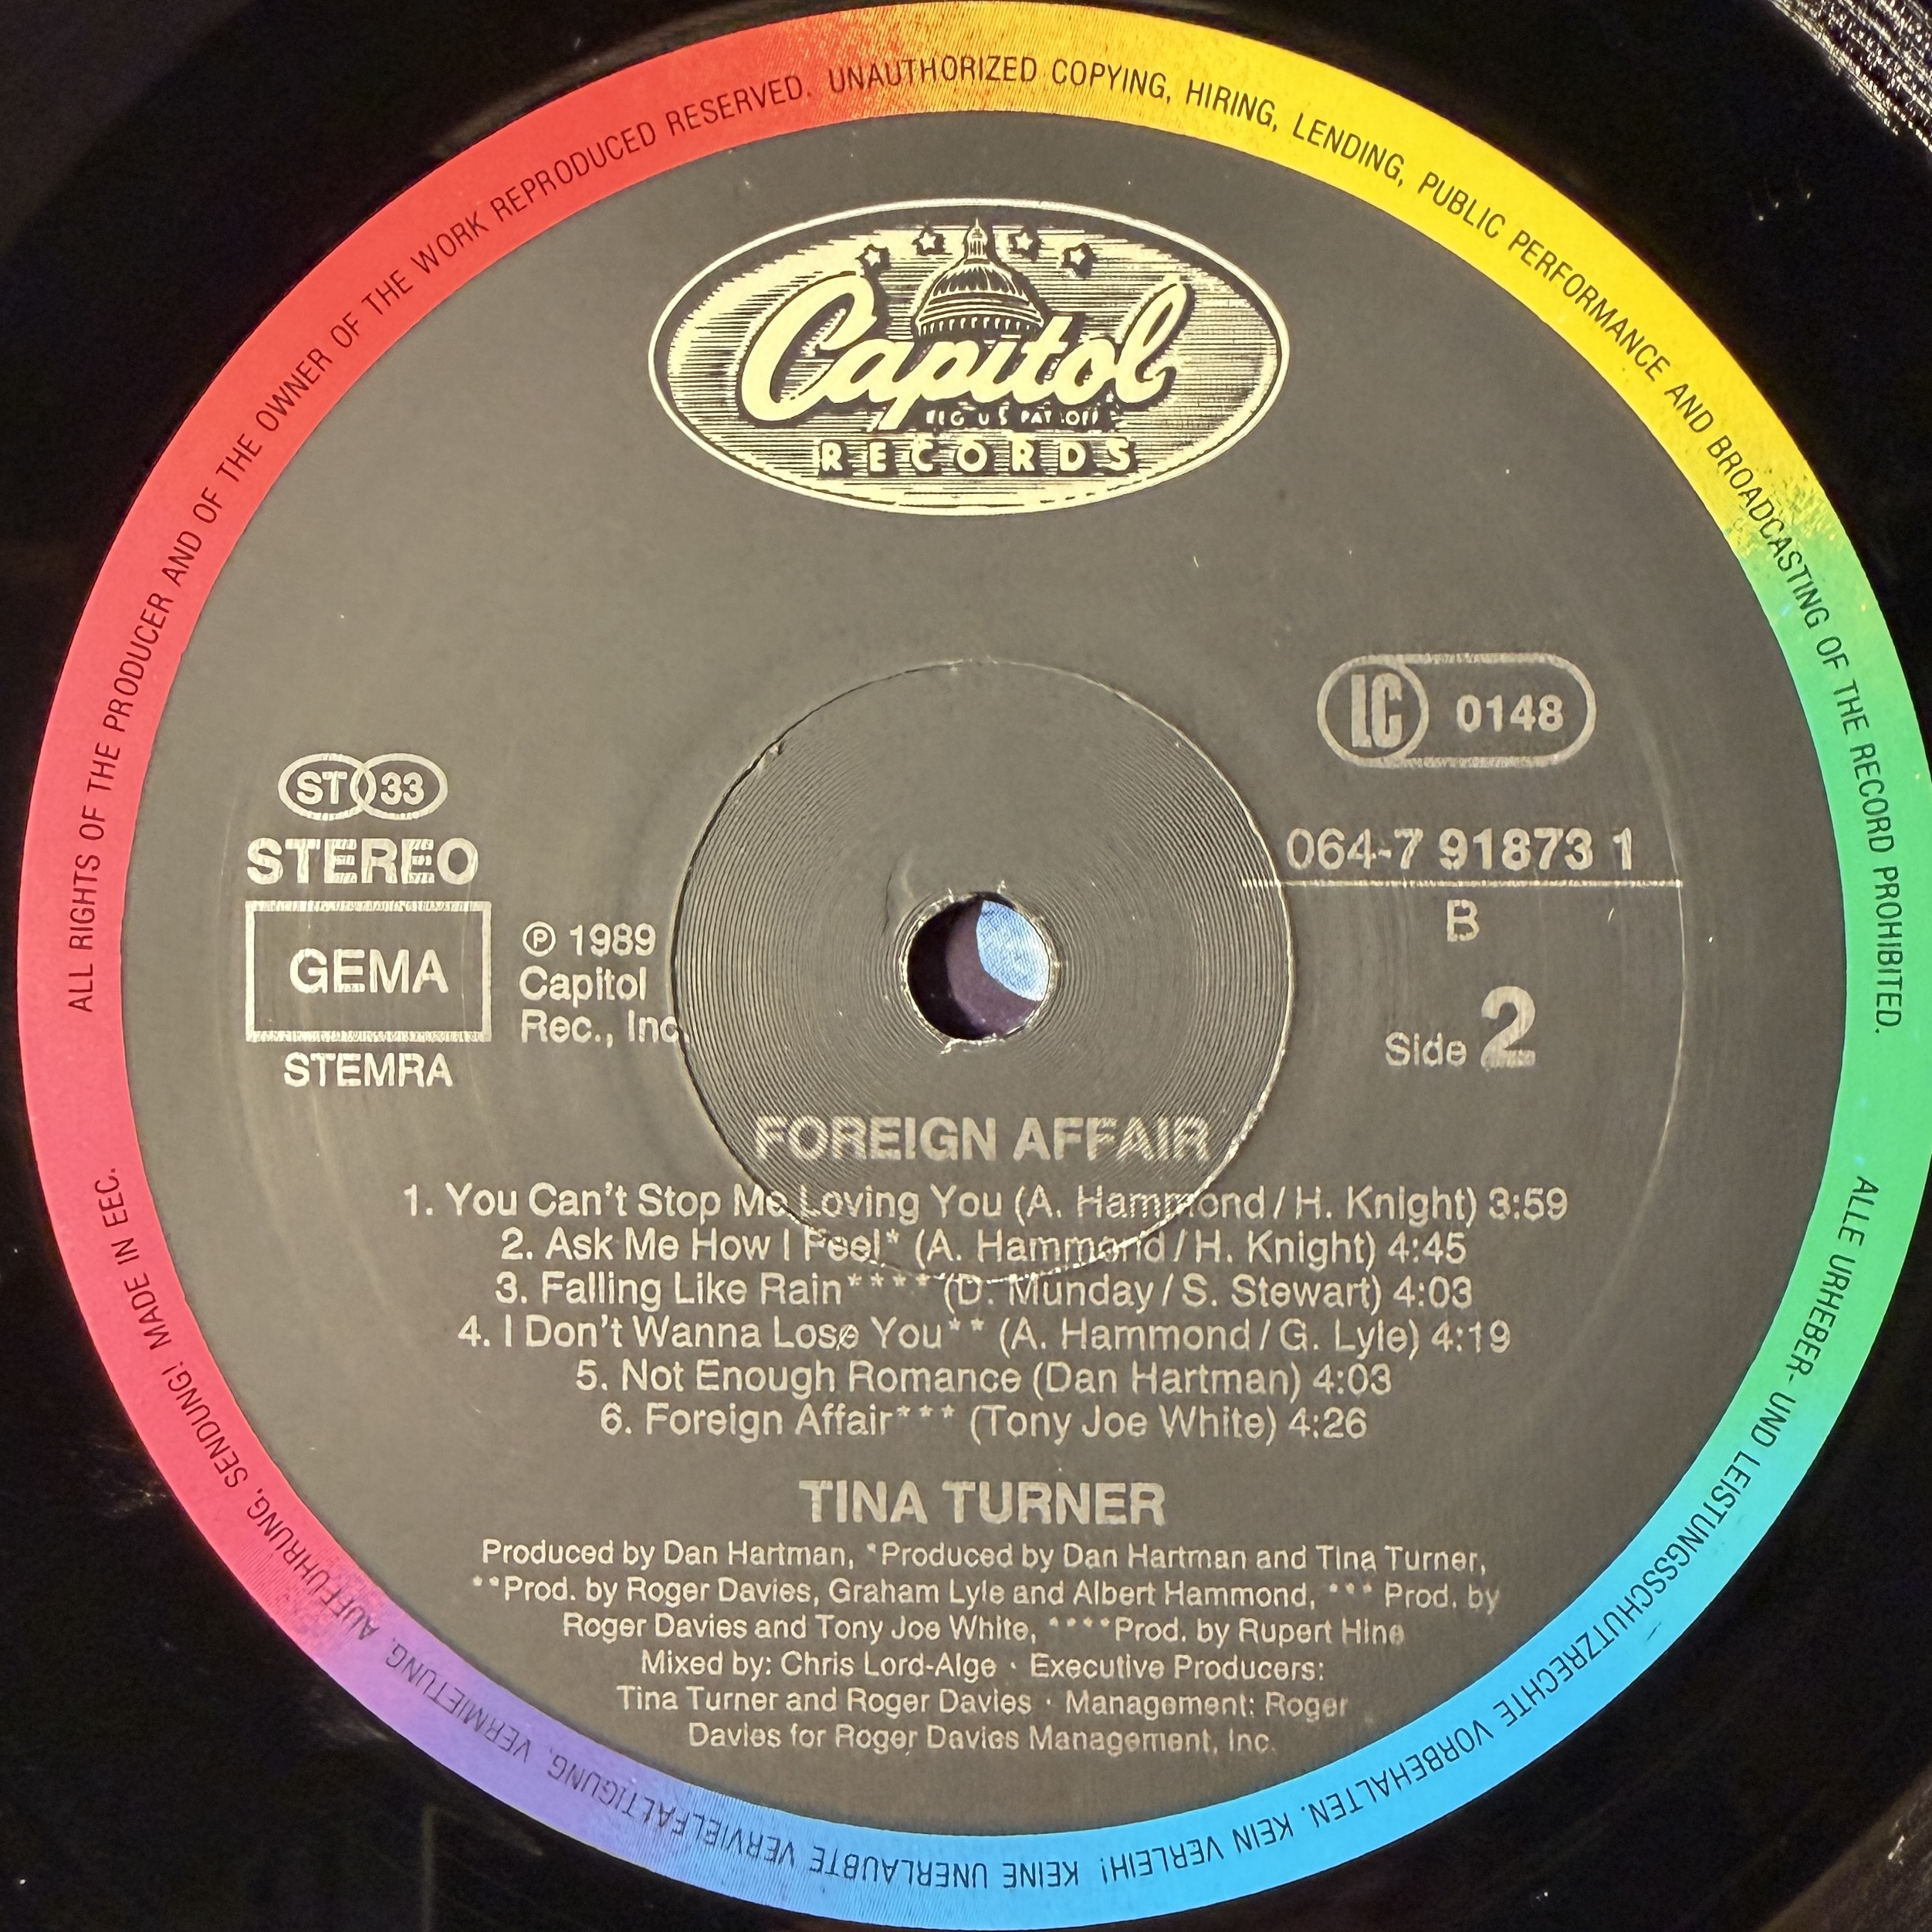 ALL RIGHTS OF THE PRODUCER AND OF THE OWNER OF THE WORK REPRODUCED RESERVED. UNAUTHORIZED COPYING, HIRING, LENDING, PUBLIC PERFORMANCE AND BROADCASTING OF THE RECORD PROHIBITED.
Capitol
REG. U.S. PAT. OFF.
RECORDS
LC 0148
ST 33
STEREO
GEMA
STEMRA
℗ 1989
Capitol
Rec., Inc
064-7 91873 1
B
Side 2
FOREIGN AFFAIR
1. You Can't Stop Me Loving You (A. Hammond / H. Knight) 3:59
2. Ask Me How I Feel* (A. Hammond / H. Knight) 4:45
3. Falling Like Rain**** (D. Munday / S. Stewart) 4:03
4. I Don't Wanna Lose You** (A. Hammond / G. Lyle) 4:19
5. Not Enough Romance (Dan Hartman) 4:03
6. Foreign Affair*** (Tony Joe White) 4:26
TINA TURNER
Produced by Dan Hartman, *Produced by Dan Hartman and Tina Turner,
**Prod. by Roger Davies, Graham Lyle and Albert Hammond, *** Prod. by
Roger Davies and Tony Joe White, ****Prod. by Rupert Hine
Mixed by: Chris Lord-Alge · Executive Producers:
Tina Turner and Roger Davies · Management: Roger
Davies for Roger Davies Management, Inc.
ALLE URHEBER- UND LEISTUNGSSCHUTZRECHTE VORBEHALTEN. KEIN VERLEIH! KEINE UNERLAUBTE VERVIELFÄLTIGUNG, VERMIETUNG, AUFFÜHRUNG, SENDUNG! MADE IN EEC.